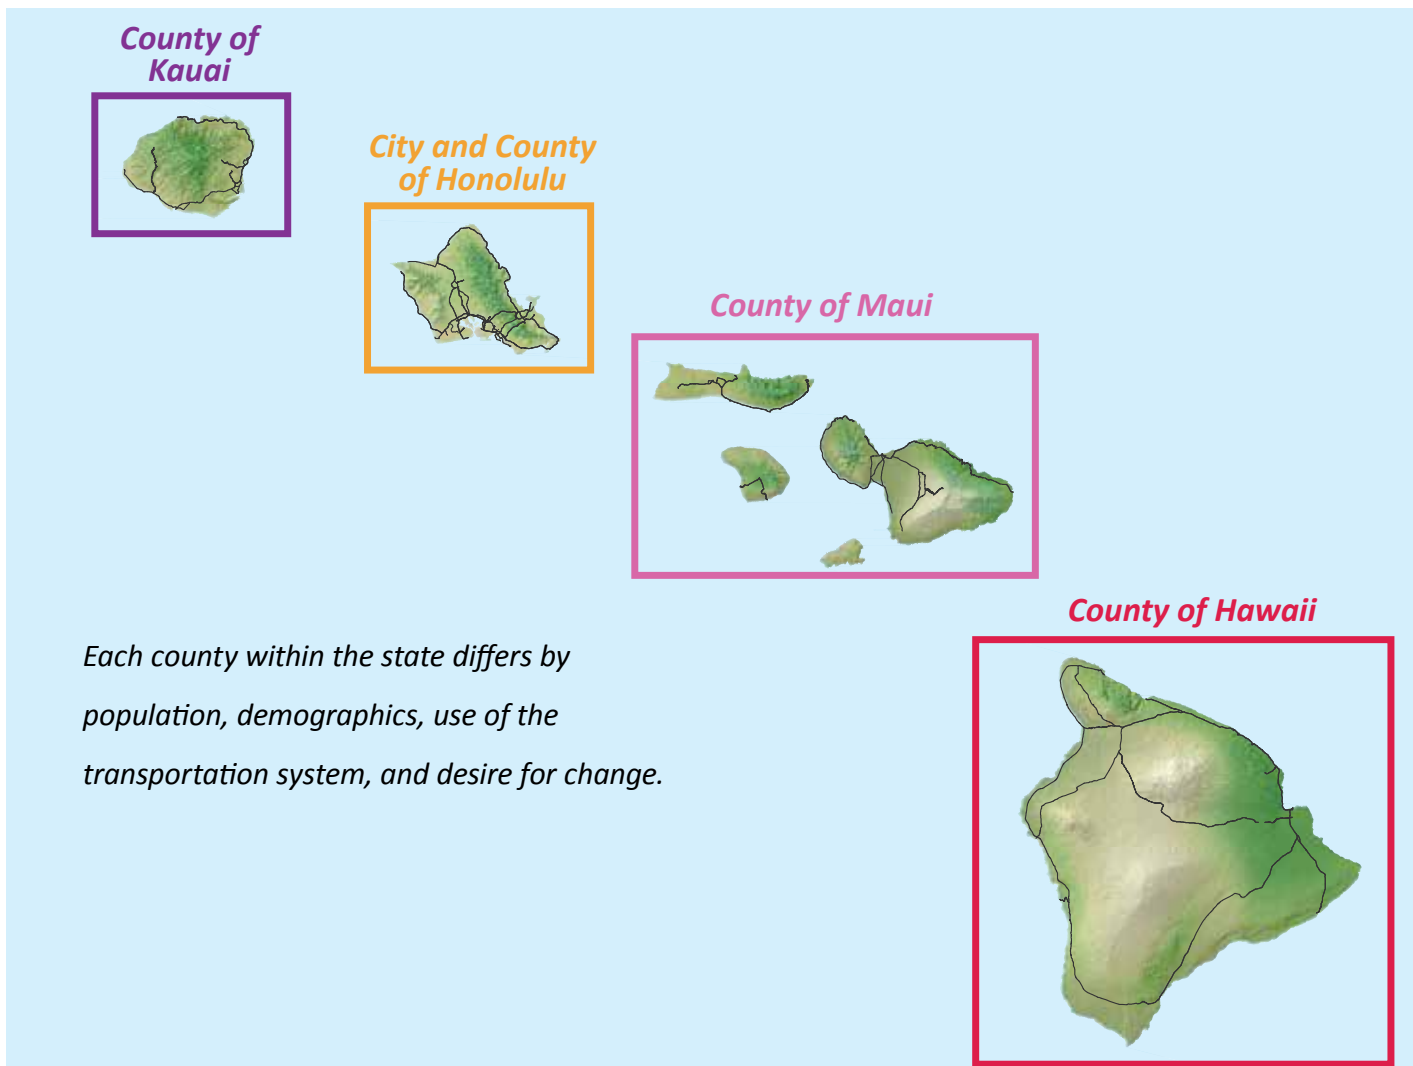 County of
Kauai
City and County
of Honolulu
County of Maui
County of Hawaii
Each county within the state differs by
population, demographics, use of the
transportation system, and desire for change.